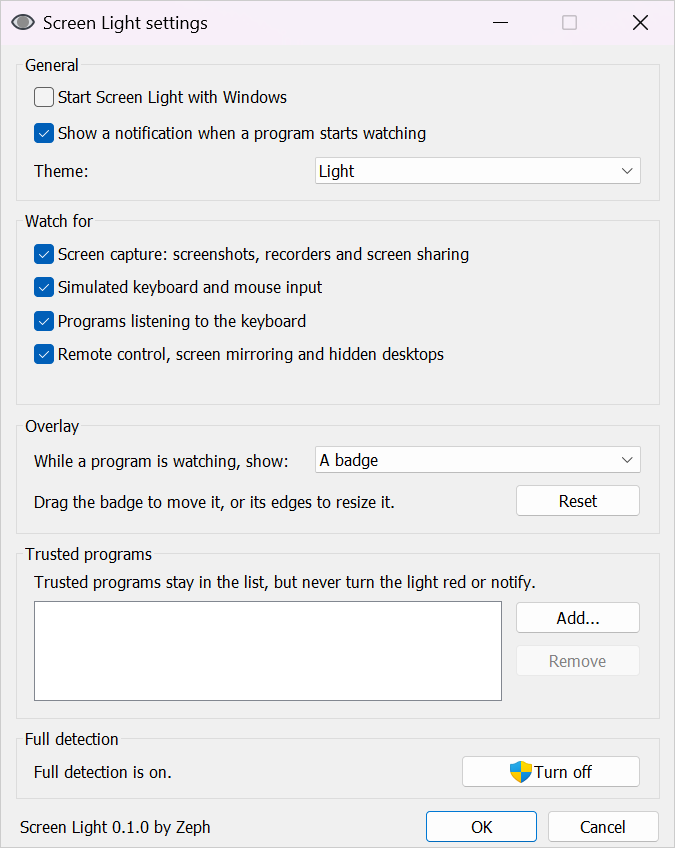 Screen Light settings
General
Start Screen Light with Windows
Show a notification when a program starts watching
Theme:
Light
Watch for
Screen capture: screenshots, recorders and screen sharing
Simulated keyboard and mouse input
Programs listening to the keyboard
Remote control, screen mirroring and hidden desktops
Overlay
While a program is watching, show:
A badge
Drag the badge to move it, or its edges to resize it.
Reset
Trusted programs
Trusted programs stay in the list, but never turn the light red or notify.
Add...
Remove
Full detection
Full detection is on.
Turn off
Screen Light 0.1.0 by Zeph
OK
Cancel